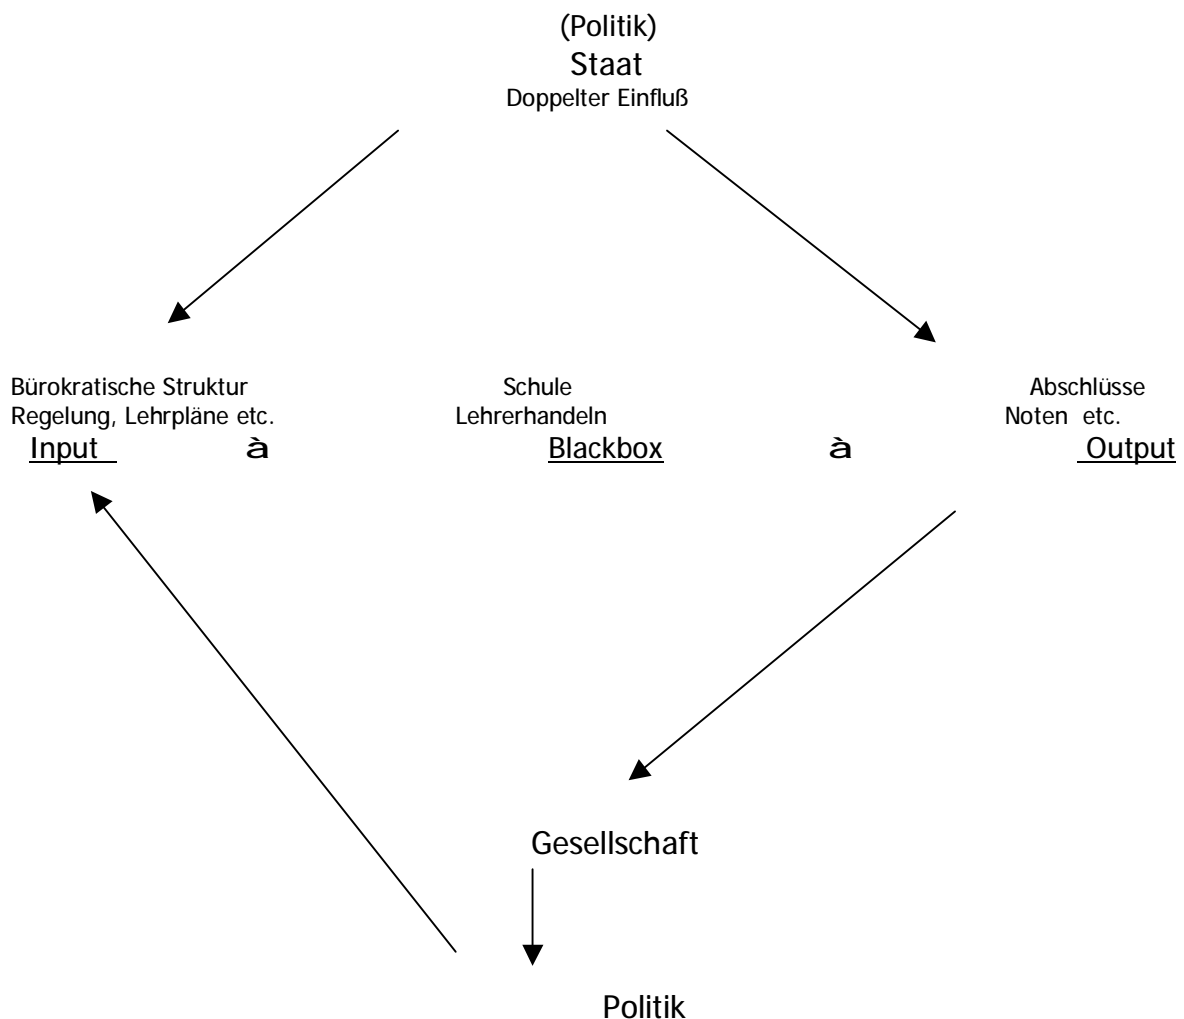 (Politik)
Staat
Doppelter Einfluß
Bürokratische Struktur Schule Abschlüsse
Regelung, Lehrpläne etc. Lehrerhandeln Noten etc.
Input à Blackbox à Output
Gesellschaft
Politik